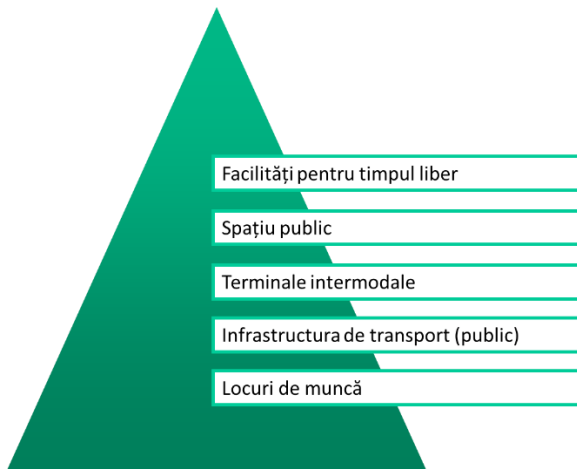 Facilități pentru timpul liber
Spațiu public
Terminale intermodale
Infrastructura de transport (public)
Locuri de muncă